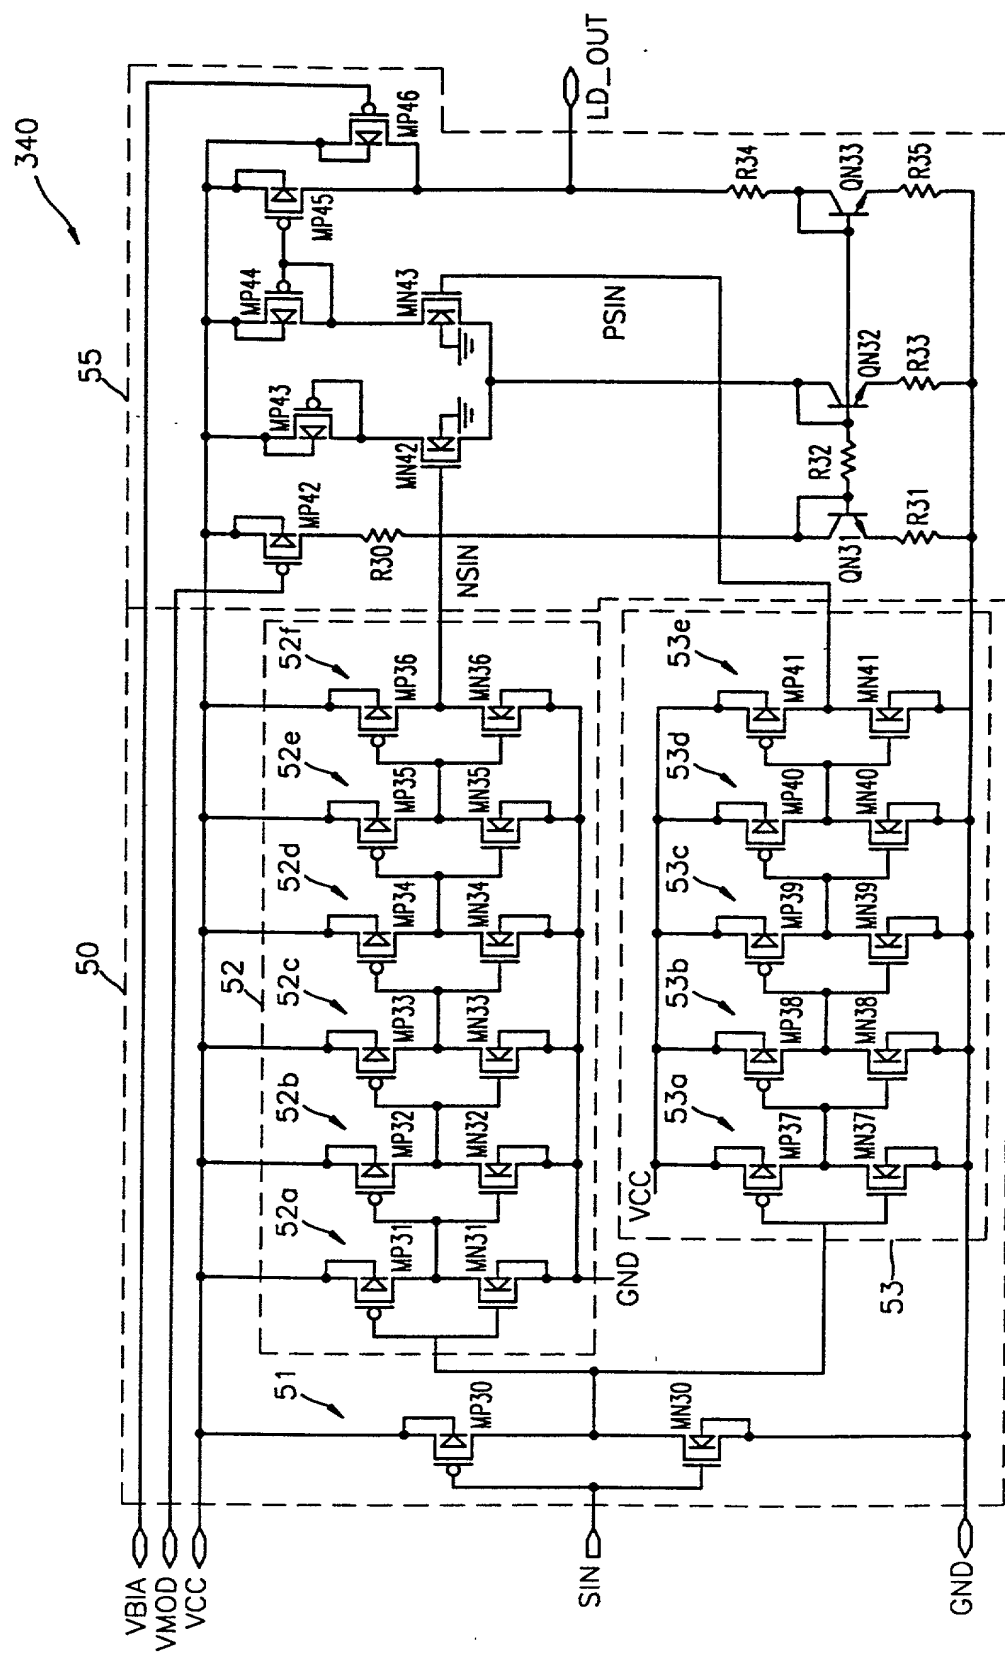 340
50
55
VBIA
VMOD
VCC
SIN
GND
51
MP30
MN30
52
52a
52b
52c
52d
52e
52f
MP31
MP32
MP33
MP34
MP35
MP36
MN31
MN32
MN33
MN34
MN35
MN36
GND
NSIN
53
VCC
53a
53b
53c
53d
53e
MP37
MP38
MP39
MP40
MP41
MN37
MN38
MN39
MN40
MN41
PSIN
MP42
MP43
MP44
MP45
MP46
R30
MN42
MN43
LD_OUT
R34
R32
QN31
QN32
QN33
R31
R33
R35